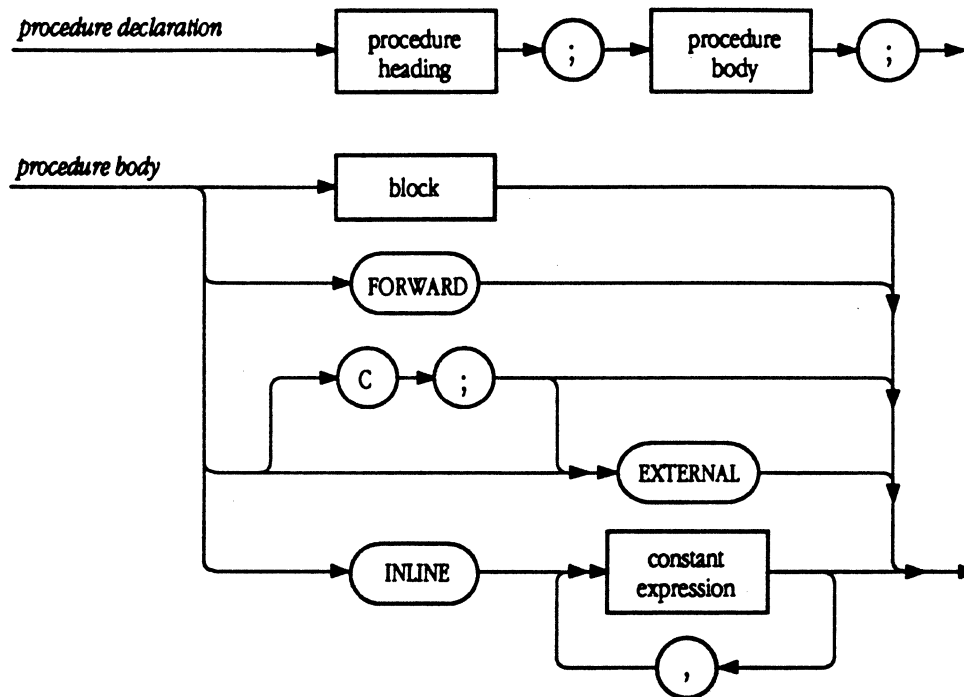 procedure declaration
procedure
heading
;
procedure
body
;
procedure body
block
FORWARD
C
;
EXTERNAL
INLINE
constant
expression
,